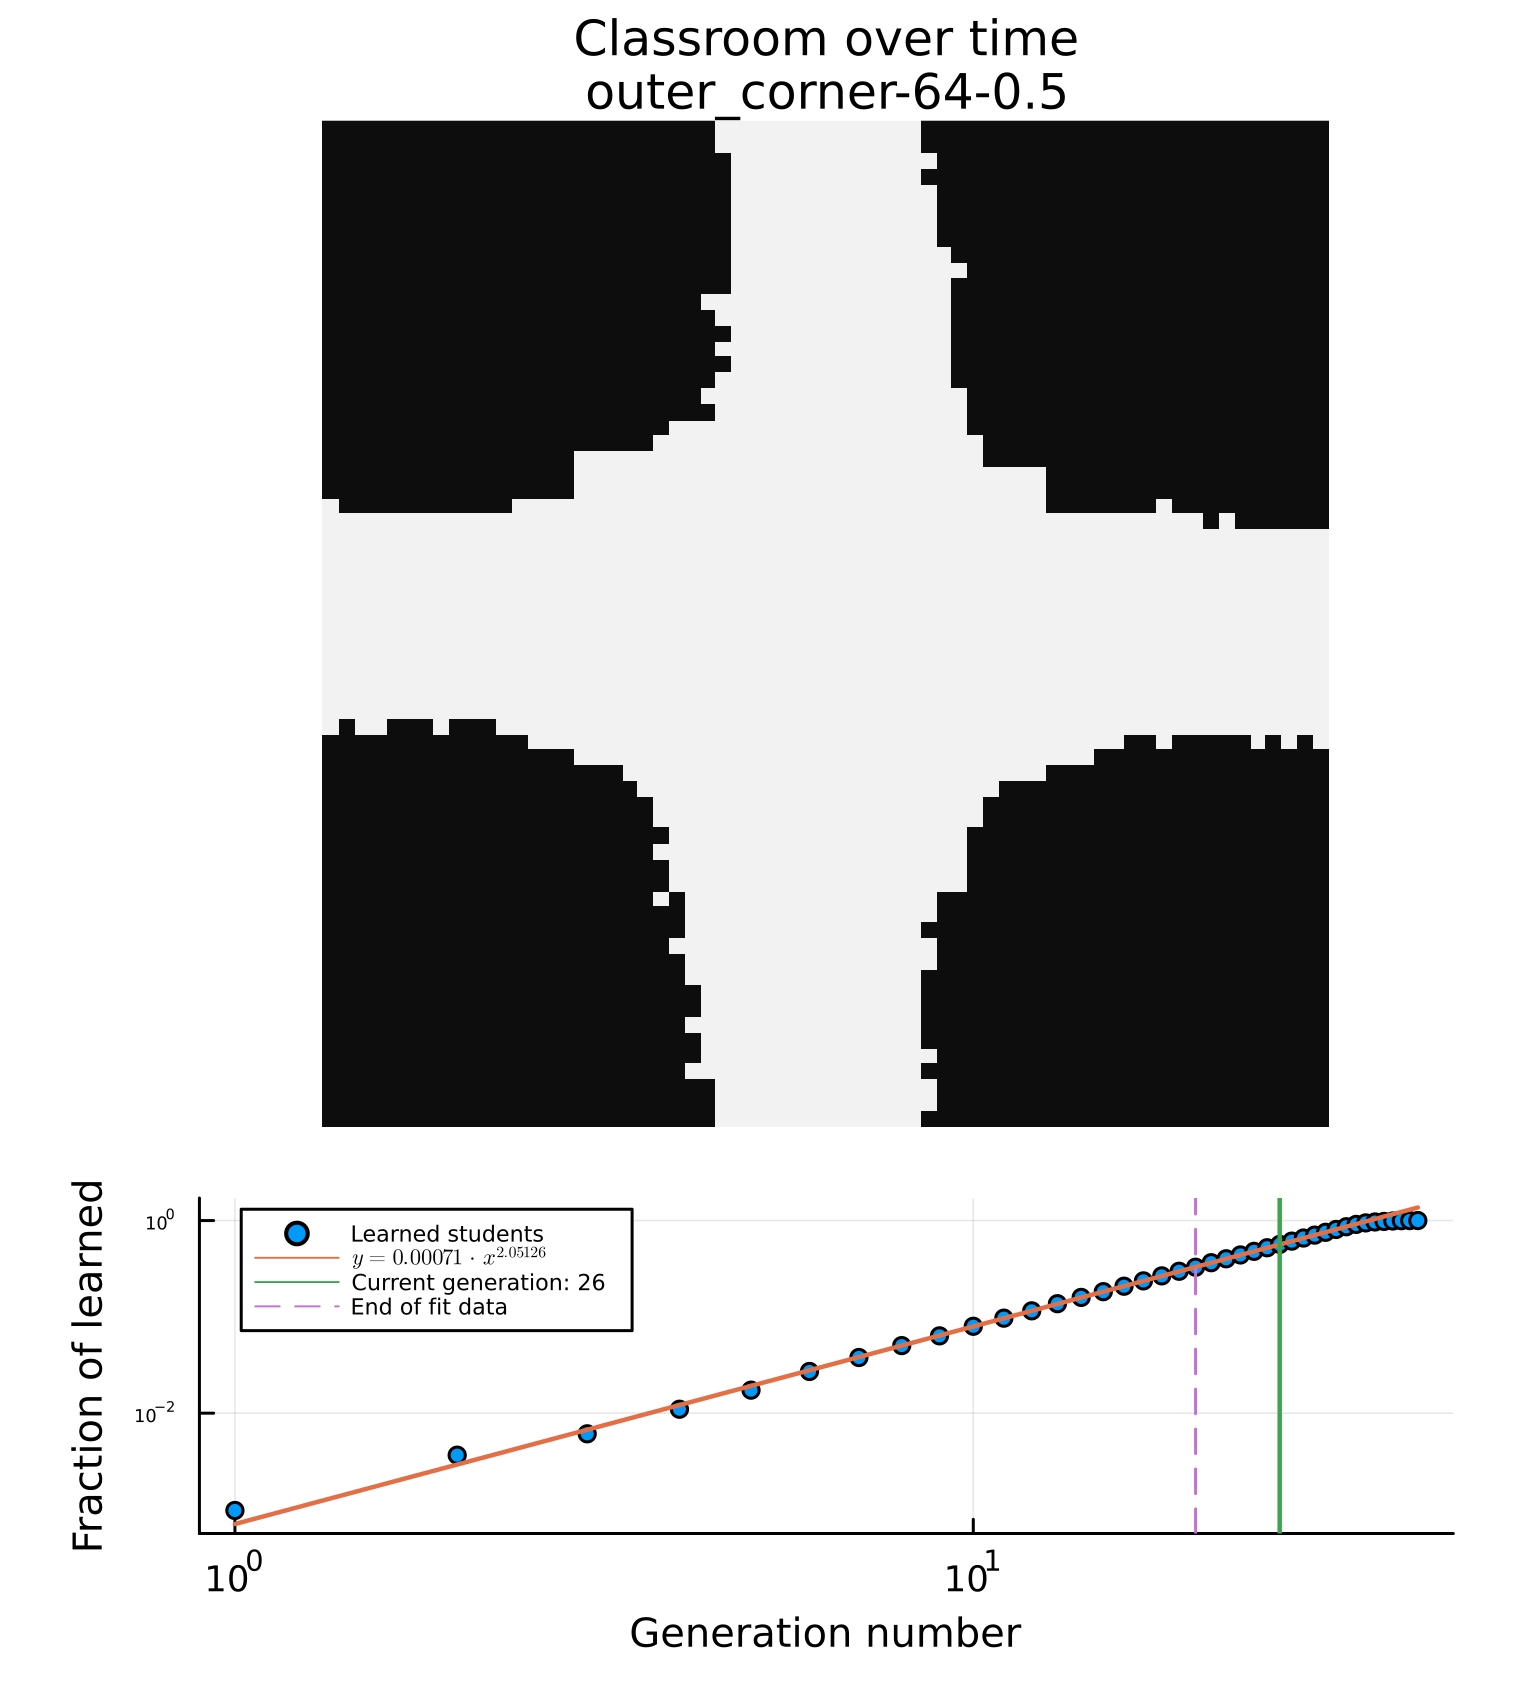 Classroom over time
outer_corner-64-0.5
Fraction of learned
10^0
10^−2
Learned students
y = 0.00071 · x^2.05126
Current generation: 26
End of fit data
10^0
10^1
Generation number